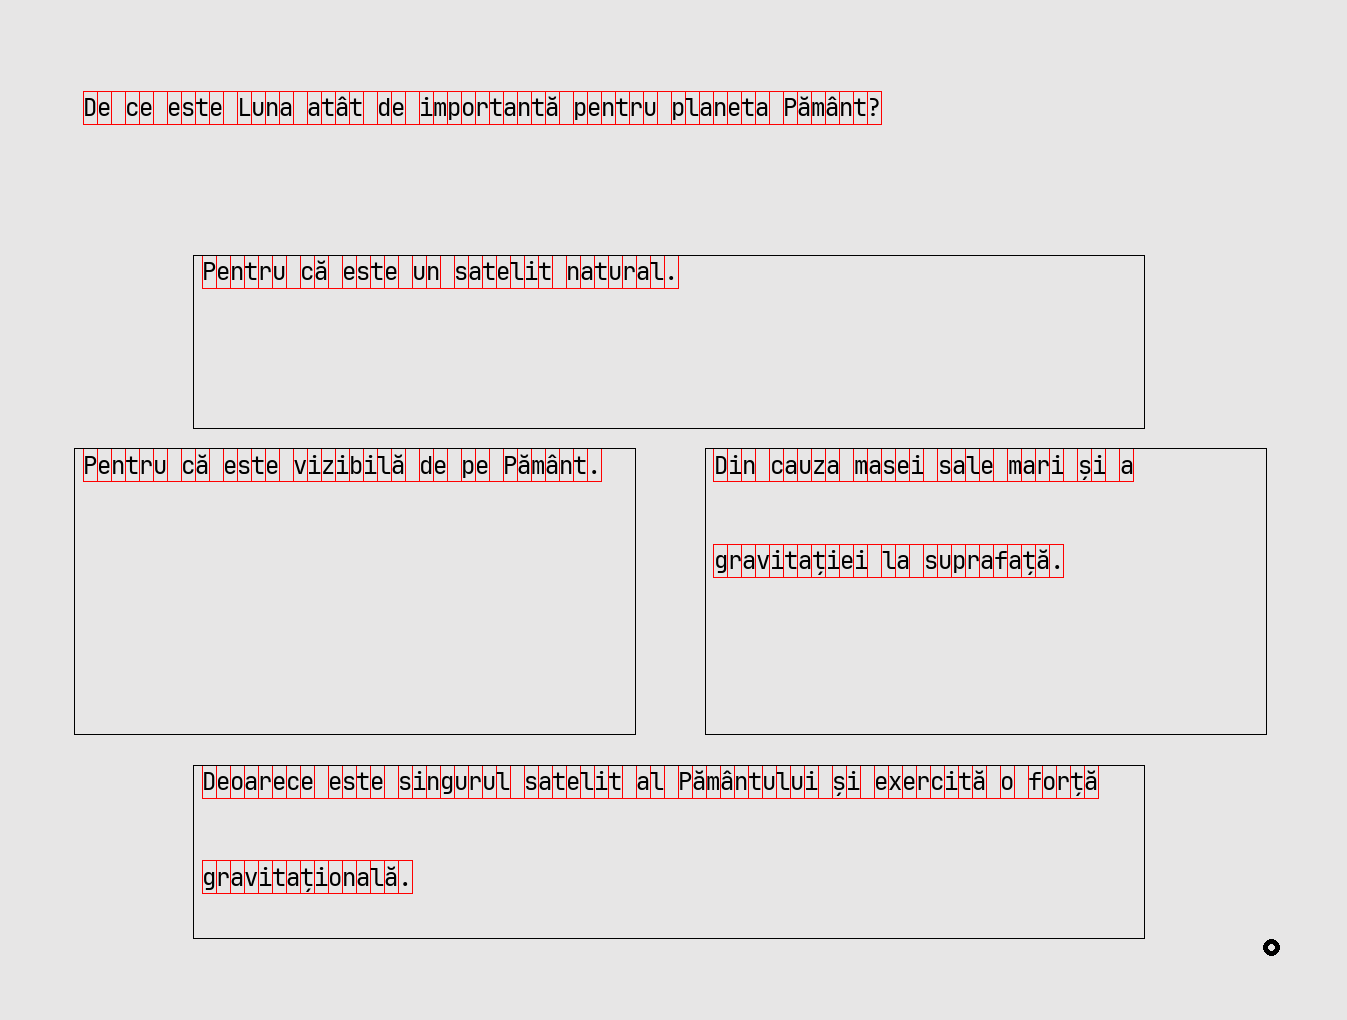 De ce este Luna atât de importantă pentru planeta Pământ?
Pentru că este un satelit natural.
Pentru că este vizibilă de pe Pământ.
Din cauza masei sale mari și a
gravitației la suprafață.
Deoarece este singurul satelit al Pământului și exercită o forță
gravitațională.